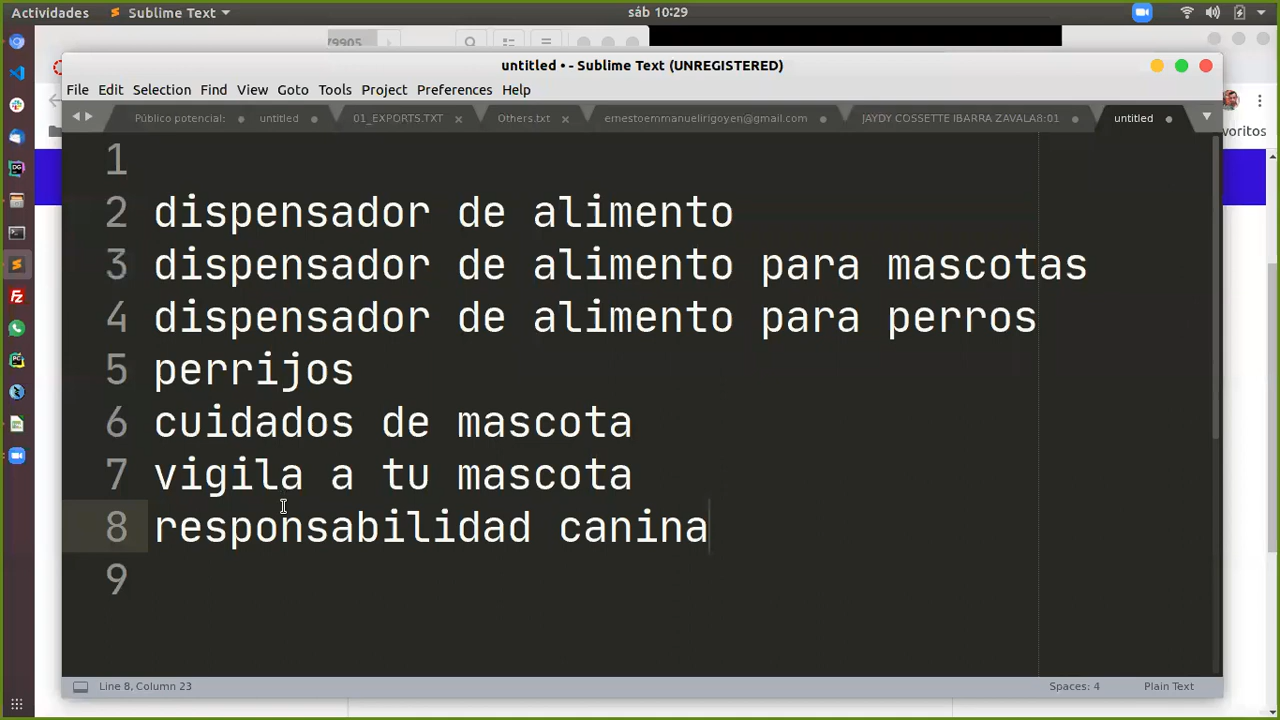 Actividades Sublime Text sáb 10:29
79905
untitled • - Sublime Text (UNREGISTERED)
File Edit Selection Find View Goto Tools Project Preferences Help
Público potencial: untitled 01_EXPORTS.TXT Others.txt ernestoemmanuelirigoyen@gmail.com JAYDY COSSETTE IBARRA ZAVALA8:01 untitled
avoritos
1
2 dispensador de alimento
3 dispensador de alimento para mascotas
4 dispensador de alimento para perros
5 perrijos
6 cuidados de mascota
7 vigila a tu mascota
8 responsabilidad canina
9
Line 8, Column 23 Spaces: 4 Plain Text